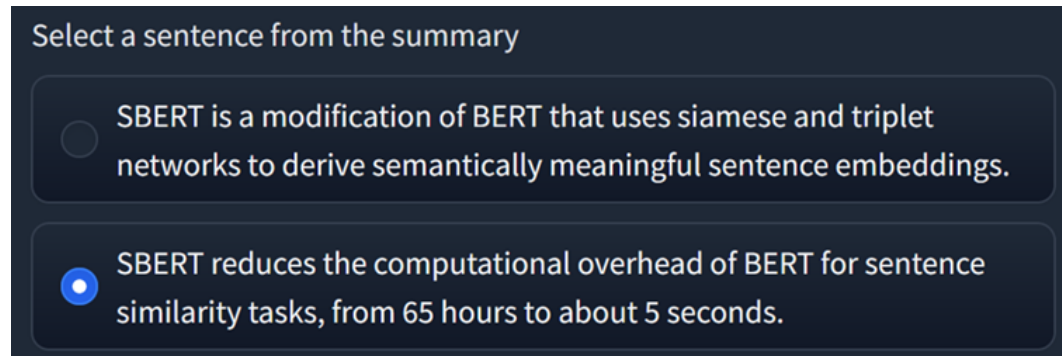 Select a sentence from the summary
SBERT is a modification of BERT that uses siamese and triplet
networks to derive semantically meaningful sentence embeddings.
SBERT reduces the computational overhead of BERT for sentence
similarity tasks, from 65 hours to about 5 seconds.